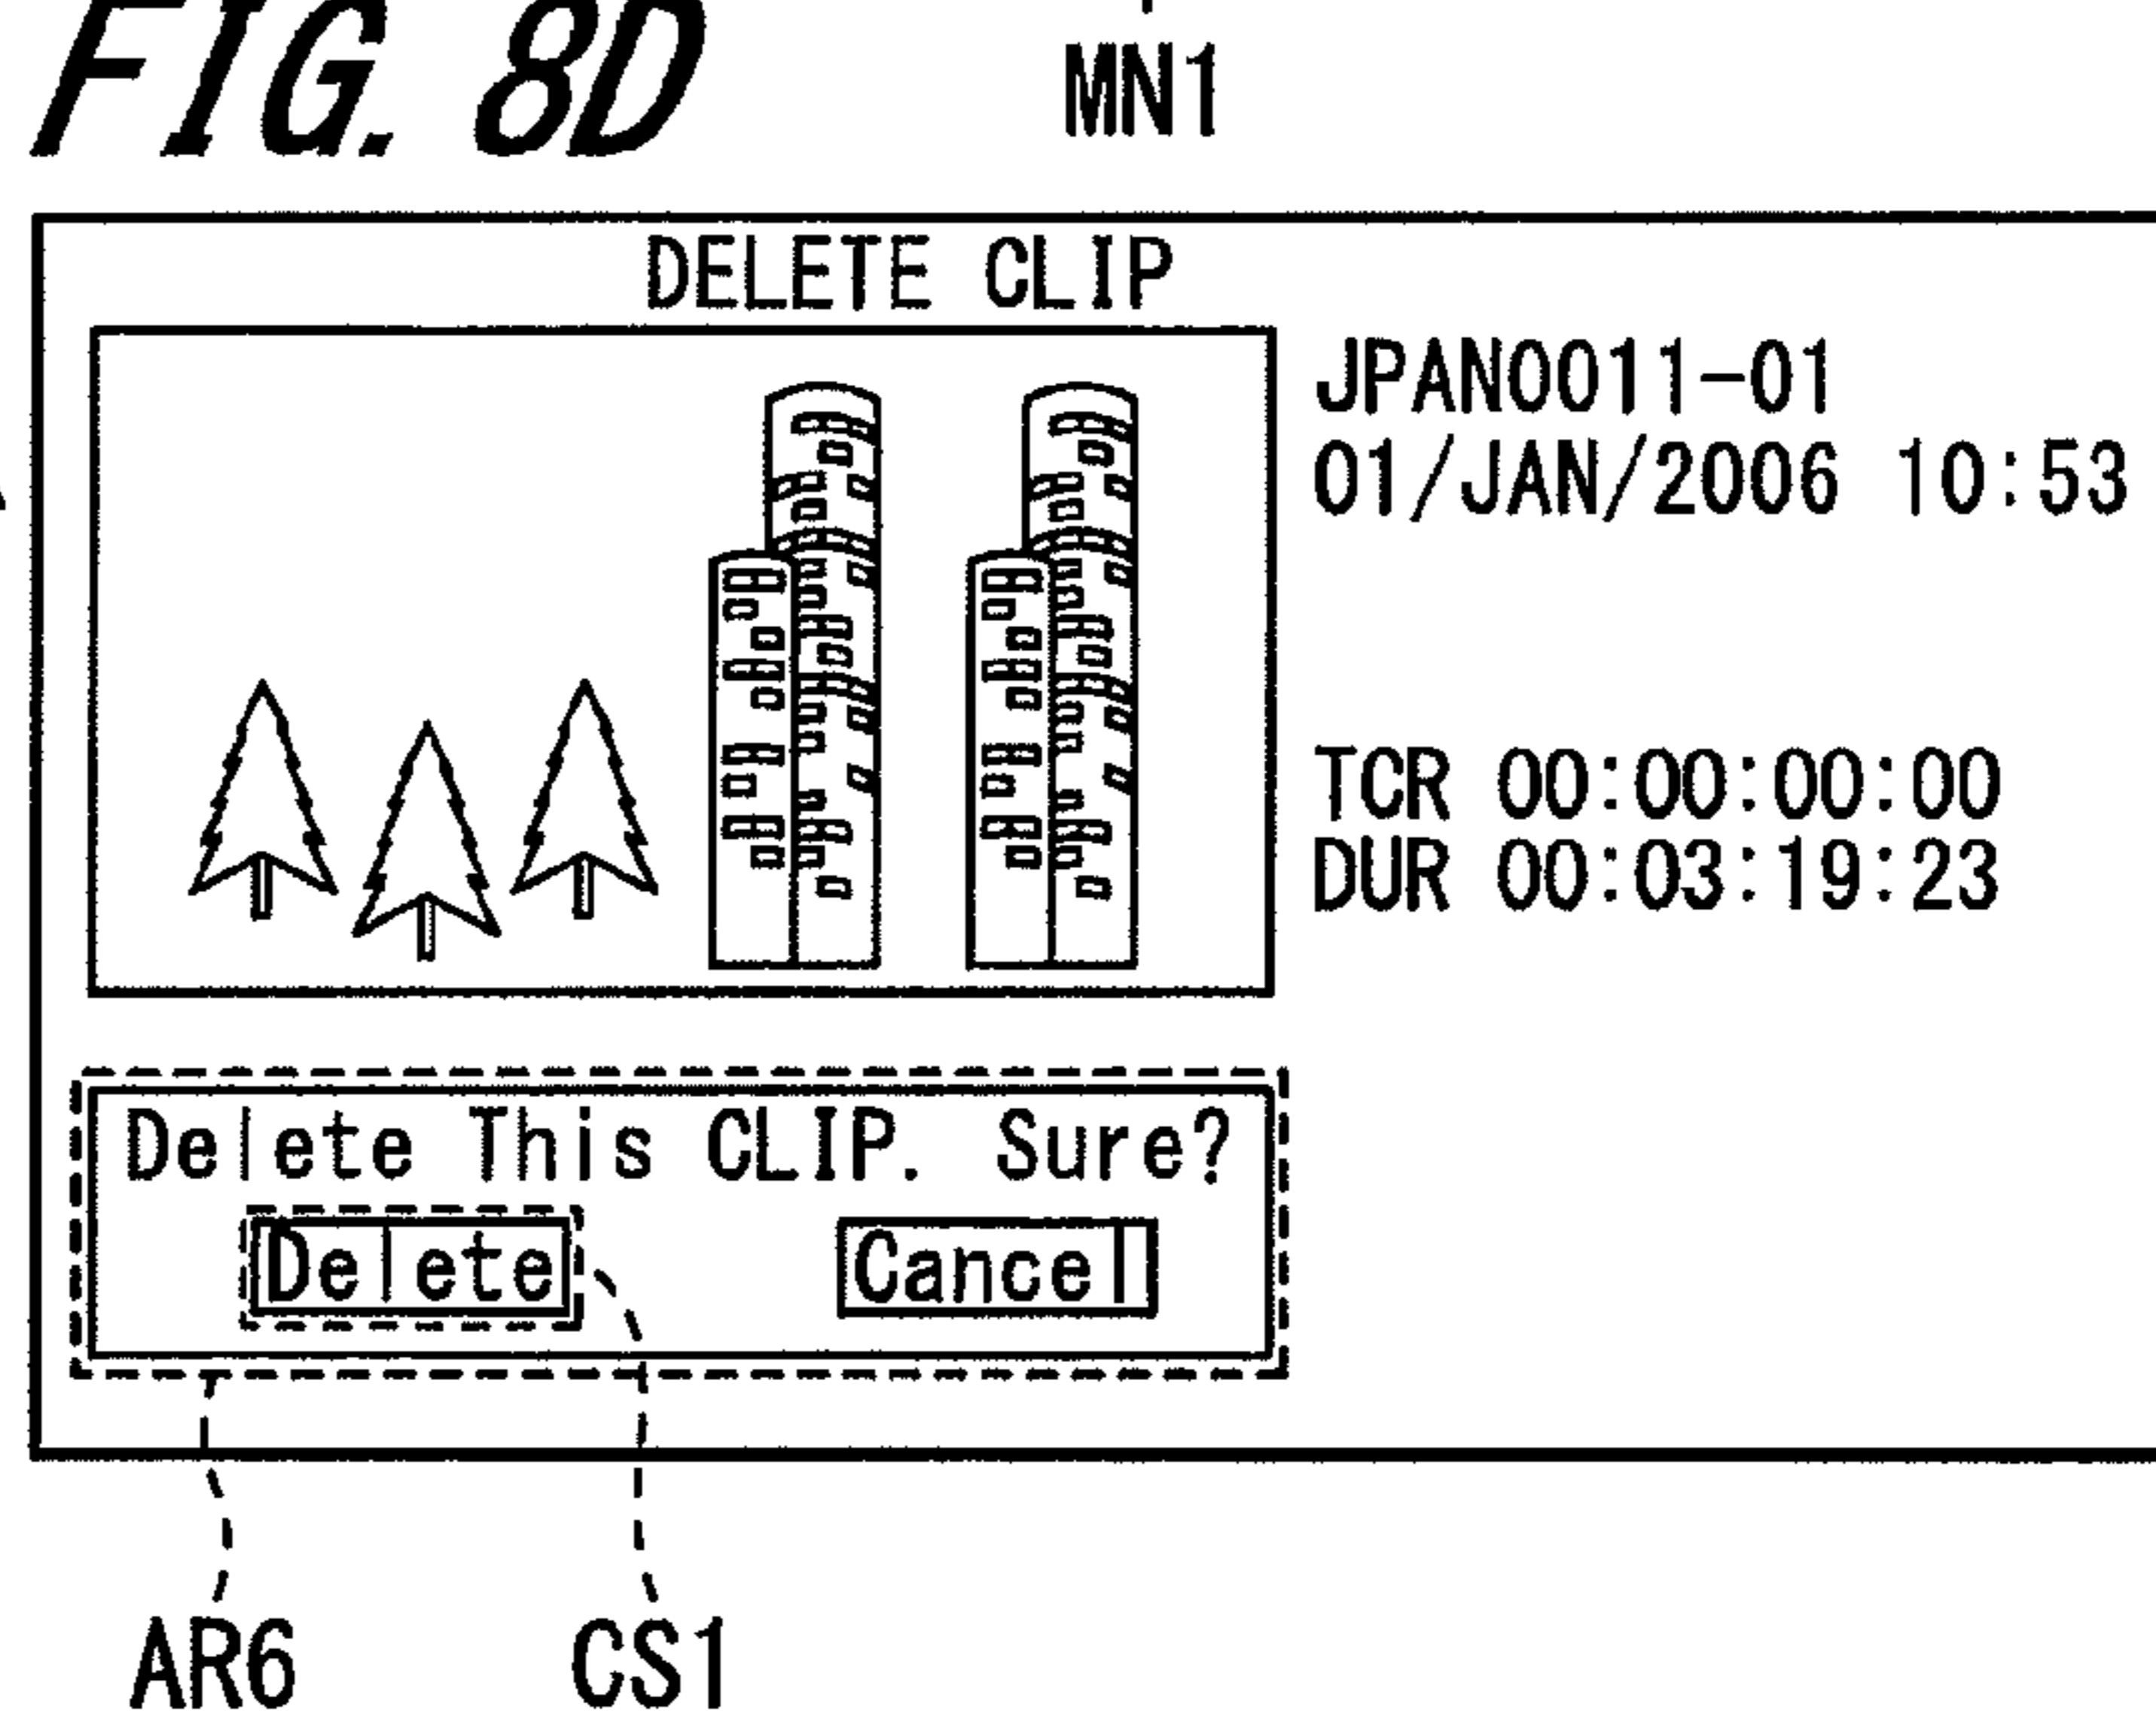 FIG. 8D
MN1
DELETE CLIP
JPAN0011-01
01/JAN/2006 10:53
TCR 00:00:00:00
DUR 00:03:19:23
Delete This CLIP. Sure?
Delete Cancel
AR6 CS1